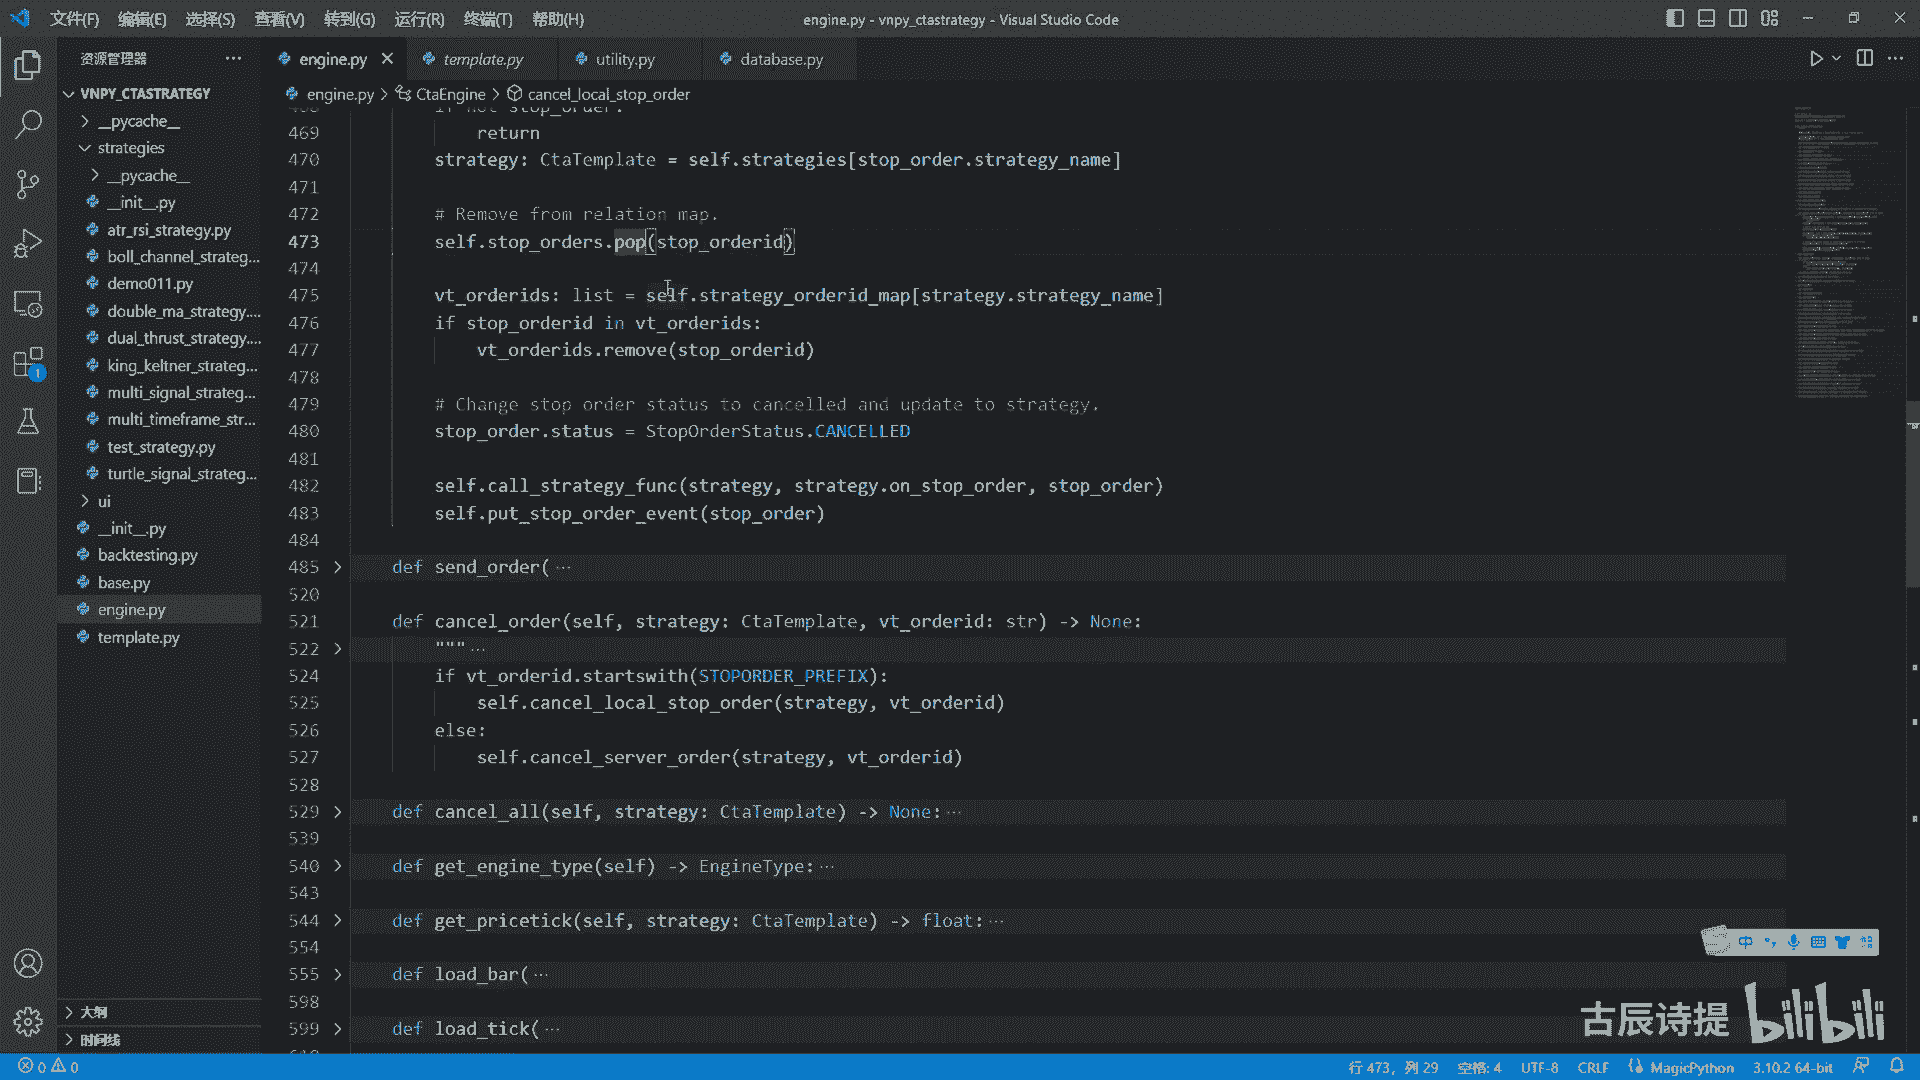 文件(F) 编辑(E) 选择(S) 查看(V) 转到(G) 运行(R) 终端(T) 帮助(H)
engine.py - vnpy_ctastrategy - Visual Studio Code
资源管理器
engine.py
template.py
utility.py
database.py
engine.py > CtaEngine > cancel_local_stop_order
VNPY_CTASTRATEGY
__pycache__
strategies
__pycache__
__init__.py
atr_rsi_strategy.py
boll_channel_strateg...
demo011.py
double_ma_strategy....
dual_thrust_strategy....
king_keltner_strateg...
multi_signal_strateg...
multi_timeframe_str...
test_strategy.py
turtle_signal_strateg...
ui
__init__.py
backtesting.py
base.py
engine.py
template.py
大纲
时间线
1
468 if not stop_order:
469 return
470 strategy: CtaTemplate = self.strategies[stop_order.strategy_name]
471
472 # Remove from relation map.
473 self.stop_orders.pop(stop_orderid)
474
475 vt_orderids: list = self.strategy_orderid_map[strategy.strategy_name]
476 if stop_orderid in vt_orderids:
477 vt_orderids.remove(stop_orderid)
478
479 # Change stop order status to cancelled and update to strategy.
480 stop_order.status = StopOrderStatus.CANCELLED
481
482 self.call_strategy_func(strategy, strategy.on_stop_order, stop_order)
483 self.put_stop_order_event(stop_order)
484
485 def send_order(…
520
521 def cancel_order(self, strategy: CtaTemplate, vt_orderid: str) -> None:
522 """…
524 if vt_orderid.startswith(STOPORDER_PREFIX):
525 self.cancel_local_stop_order(strategy, vt_orderid)
526 else:
527 self.cancel_server_order(strategy, vt_orderid)
528
529 def cancel_all(self, strategy: CtaTemplate) -> None:…
539
540 def get_engine_type(self) -> EngineType:…
543
544 def get_pricetick(self, strategy: CtaTemplate) -> float:…
554
555 def load_bar(…
598
599 def load_tick(…
中
古辰诗提 bilibili
0 0
行 473，列 29 空格: 4 UTF-8 CRLF MagicPython 3.10.2 64-bit